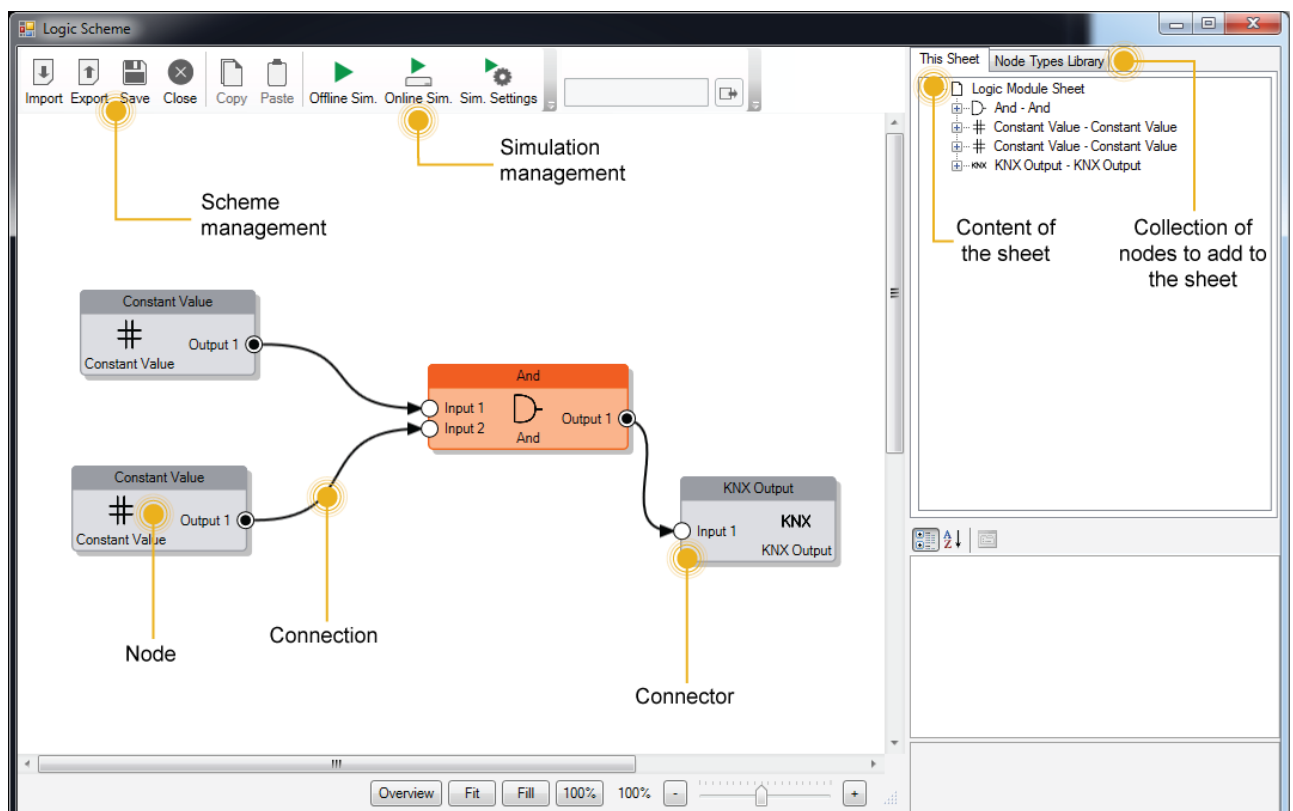 Logic Scheme
Import Export Save Close Copy Paste Offline Sim. Online Sim. Sim. Settings
This Sheet Node Types Library
Logic Module Sheet
And - And
Constant Value - Constant Value
Constant Value - Constant Value
KNX KNX Output - KNX Output
Simulation
management
Scheme
management
Content of
the sheet
Collection of
nodes to add to
the sheet
Constant Value
Output 1
Constant Value
And
Input 1
Input 2
Output 1
And
Constant Value
Output 1
Constant Value
KNX Output
KNX
Input 1
KNX Output
Node
Connection
Connector
A
Z
Overview Fit Fill 100% 100% - +